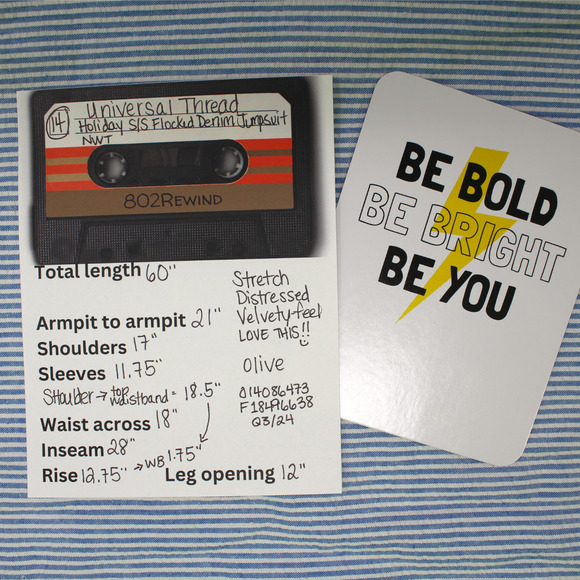 14
Universal Thread
Holiday S/S Flocked Denim Jumpsuit
NWT
802REWIND
Total length 60"
Armpit to armpit 21"
Shoulders 17"
Sleeves 11.75"
Shoulder → top waistband = 18.5"
Waist across 18"
Inseam 28"
Rise 12.75" → WB 1.75"
Leg opening 12"
Stretch
Distressed
Velvety-feel
LOVE THIS!!
Olive
014086473
Q3/24
BE BOLD
BE BRIGHT
BE YOU